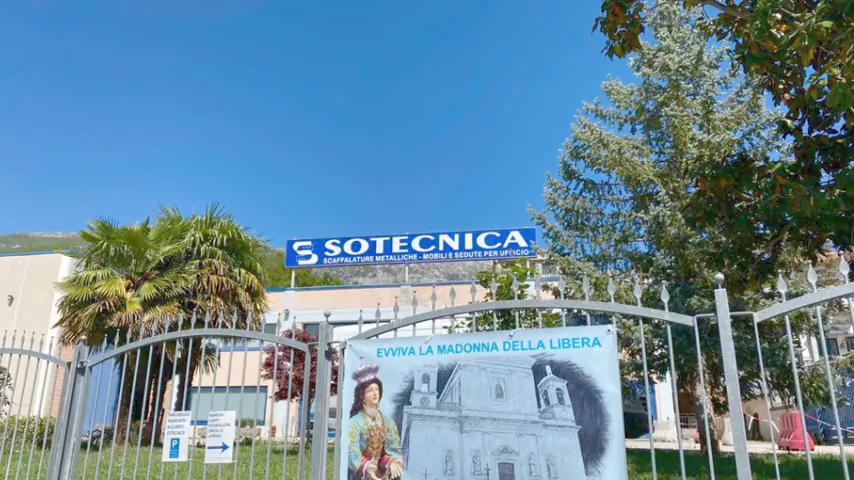 SOTECNICA
SCAFFALATURE METALLICHE - MOBILI E SEDUTE PER UFFICIO
EVVIVA LA MADONNA DELLA LIBERA
P